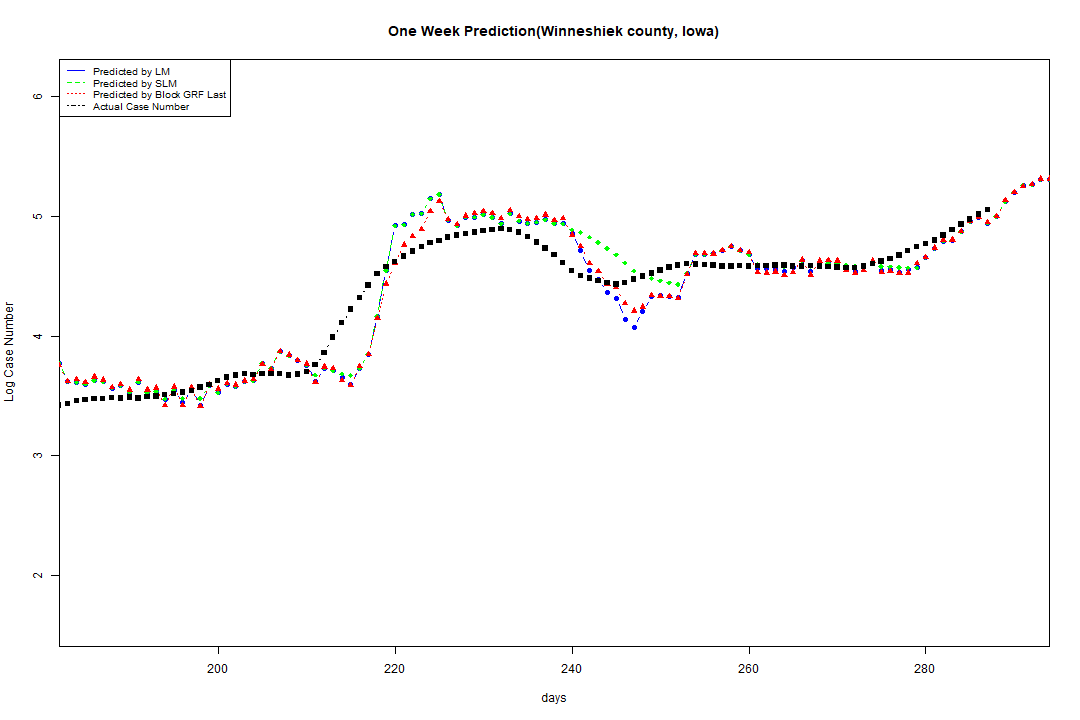 One Week Prediction(Winneshiek county, Iowa)
Predicted by LM
Predicted by SLM
Predicted by Block GRF Last
Actual Case Number
6
5
4
3
2
Log Case Number
200
220
240
260
280
days